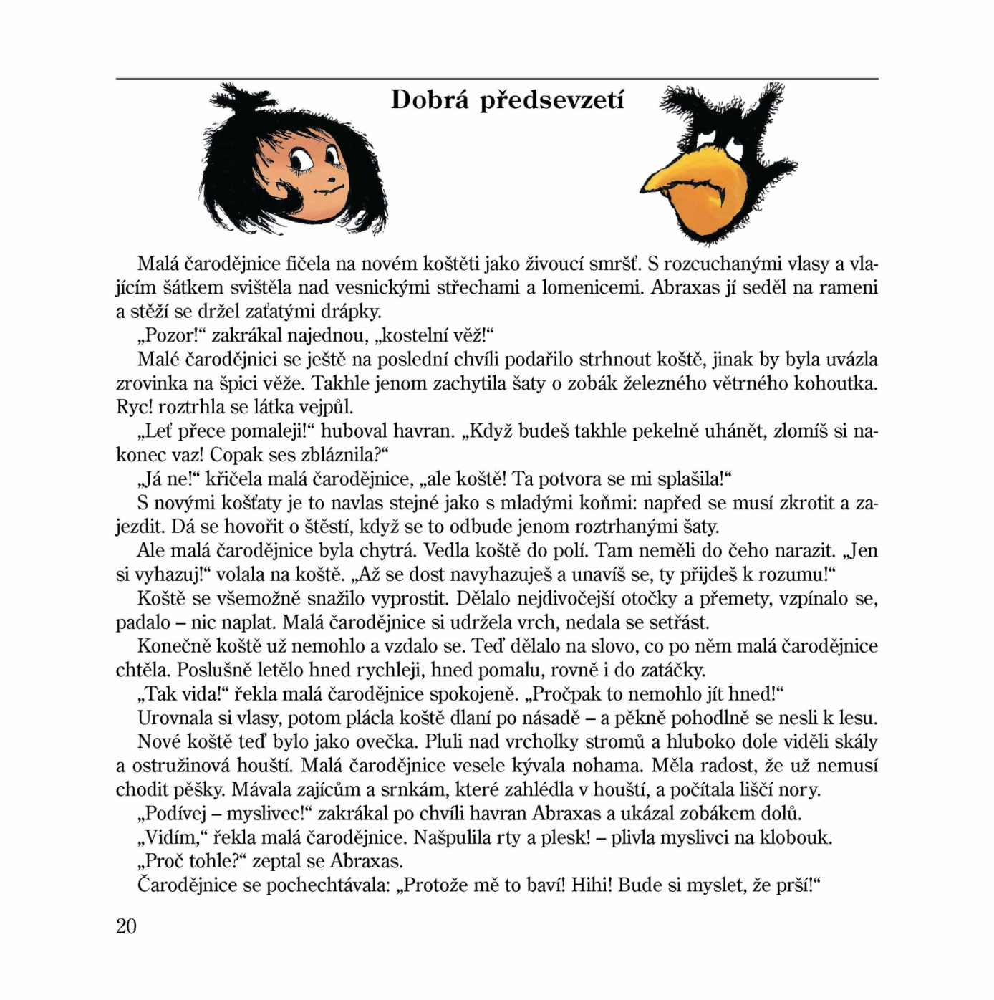 Dobrá předsevzetí
Malá čarodějnice fičela na novém koštěti jako živoucí smršť. S rozcuchanými vlasy a vla-
jícím šátkem svištěla nad vesnickými střechami a lomenicemi. Abraxas jí seděl na rameni
a stěží se držel zaťatými drápky.
„Pozor!“ zakrákal najednou, „kostelní věž!“
Malé čarodějnici se ještě na poslední chvíli podařilo strhnout koště, jinak by byla uvázla
zrovinka na špici věže. Takhle jenom zachytila šaty o zobák železného větrného kohoutka.
Ryc! roztrhla se látka vejpůl.
„Leť přece pomaleji!“ huboval havran. „Když budeš takhle pekelně uhánět, zlomíš si na-
konec vaz! Copak ses zbláznila?“
„Já ne!“ křičela malá čarodějnice, „ale koště! Ta potvora se mi splašila!“
S novými košťaty je to navlas stejné jako s mladými koňmi: napřed se musí zkrotit a za-
jezdit. Dá se hovořit o štěstí, když se to odbude jenom roztrhanými šaty.
Ale malá čarodějnice byla chytrá. Vedla koště do polí. Tam neměli do čeho narazit. „Jen
si vyhazuj!“ volala na koště. „Až se dost navyhazuješ a unavíš se, ty přijdeš k rozumu!“
Koště se všemožně snažilo vyprostit. Dělalo nejdivočejší otočky a přemety, vzpínalo se,
padalo – nic naplat. Malá čarodějnice si udržela vrch, nedala se setřást.
Konečně koště už nemohlo a vzdalo se. Teď dělalo na slovo, co po něm malá čarodějnice
chtěla. Poslušně letělo hned rychleji, hned pomalu, rovně i do zatáčky.
„Tak vida!“ řekla malá čarodějnice spokojeně. „Pročpak to nemohlo jít hned!“
Urovnala si vlasy, potom plácla koště dlaní po násadě – a pěkně pohodlně se nesli k lesu.
Nové koště teď bylo jako ovečka. Pluli nad vrcholky stromů a hluboko dole viděli skály
a ostružinová houští. Malá čarodějnice vesele kývala nohama. Měla radost, že už nemusí
chodit pěšky. Mávala zajícům a srnkám, které zahlédla v houští, a počítala liščí nory.
„Podívej – myslivec!“ zakrákal po chvíli havran Abraxas a ukázal zobákem dolů.
„Vidím,“ řekla malá čarodějnice. Našpulila rty a plesk! – plivla myslivci na klobouk.
„Proč tohle?“ zeptal se Abraxas.
Čarodějnice se pochechtávala: „Protože mě to baví! Hihi! Bude si myslet, že prší!“
20